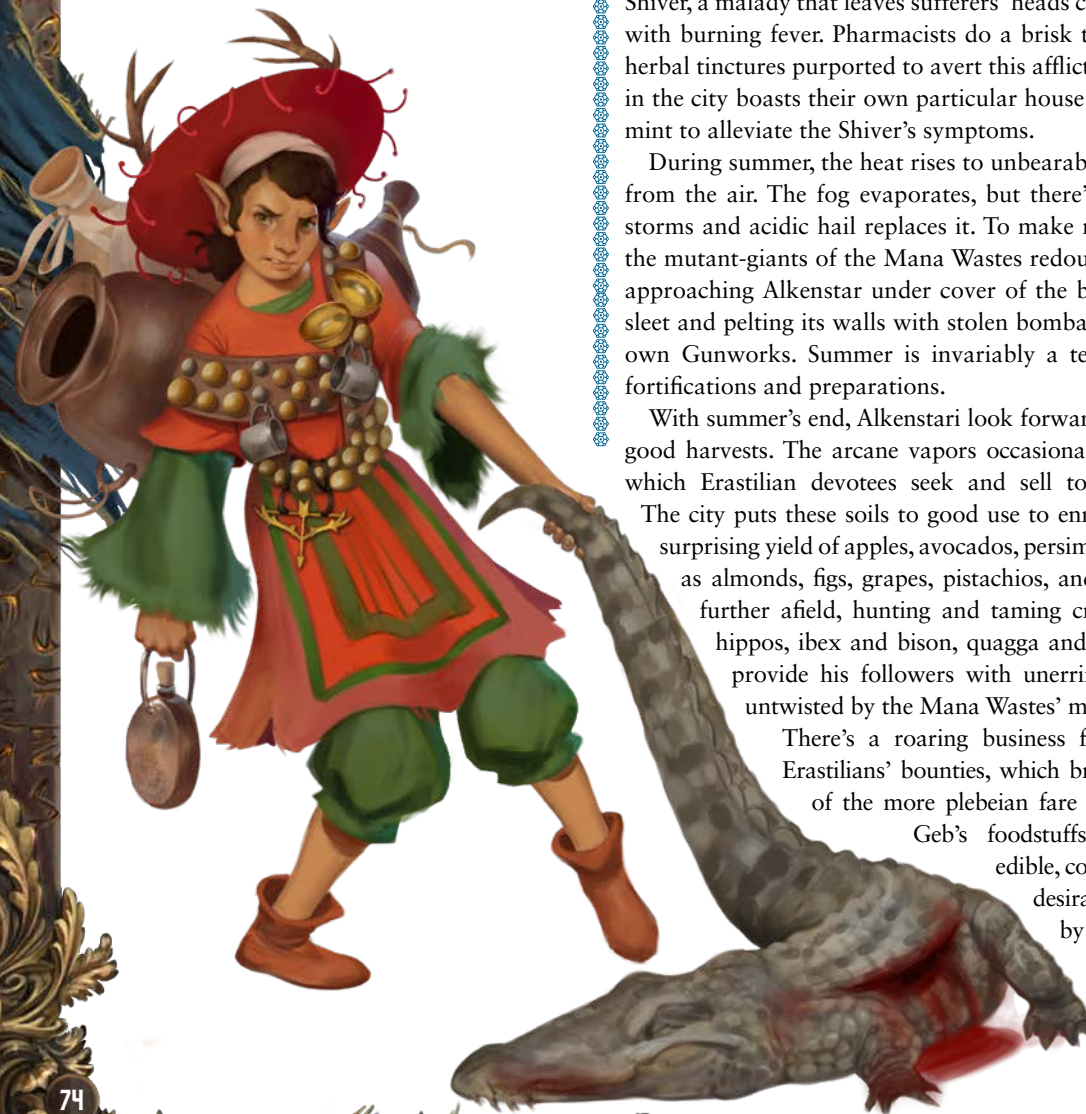 Shiver, a malady that leaves sufferers' heads c
with burning fever. Pharmacists do a brisk t
herbal tinctures purported to avert this afflict
in the city boasts their own particular house
mint to alleviate the Shiver's symptoms.
During summer, the heat rises to unbearab
from the air. The fog evaporates, but there'
storms and acidic hail replaces it. To make
the mutant-giants of the Mana Wastes redou
approaching Alkenstar under cover of the b
sleet and pelting its walls with stolen bomba
own Gunworks. Summer is invariably a te
fortifications and preparations.
With summer's end, Alkenstari look forwar
good harvests. The arcane vapors occasiona
which Erastilian devotees seek and sell to
The city puts these soils to good use to enr
surprising yield of apples, avocados, persim
as almonds, figs, grapes, pistachios, and
further afield, hunting and taming cr
hippos, ibex and bison, quagga and
provide his followers with unerri
untwisted by the Mana Wastes' m
There's a roaring business f
Erastilians' bounties, which br
of the more plebeian fare
Geb's foodstuffs
edible, co
desira
by
74